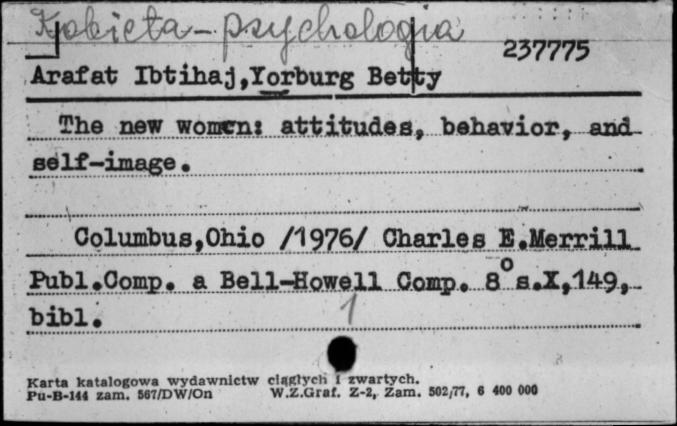 Kobieta - psychologia
237775
Arafat Ibtihaj,Yorburg Betty
The new women: attitudes, behavior, and
self-image.
Columbus,Ohio /1976/ Charles E.Merrill
Publ.Comp. a Bell-Howell Comp. 8° s.X,149,
bibl.
1
Karta katalogowa wydawnictw ciągłych i zwartych.
Pu-B-144 zam. 567/DW/On W.Z.Graf. Z-2, Zam. 502/77, 6 400 000